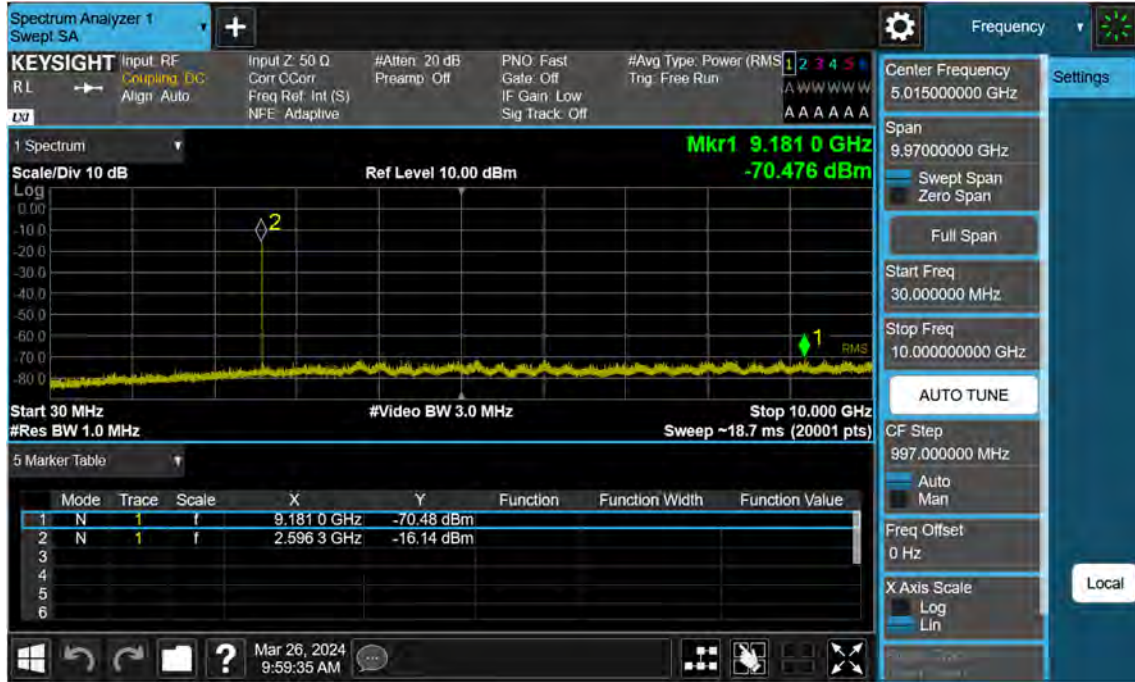 Spectrum Analyzer 1
Swept SA
+
Frequency
KEYSIGHT
RL
LXI
Input: RF
Coupling: DC
Align: Auto
Input Z: 50 Ω
Corr CCorr
Freq Ref: Int (S)
NFE: Adaptive
#Atten: 20 dB
Preamp: Off
PNO: Fast
Gate: Off
IF Gain: Low
Sig Track: Off
#Avg Type: Power (RMS
Trig: Free Run
1 2 3 4 5 6
A W W W W W
A A A A A A
1 Spectrum
Scale/Div 10 dB
Ref Level 10.00 dBm
Mkr1 9.181 0 GHz
-70.476 dBm
Log
0.00
-10.0
-20.0
-30.0
-40.0
-50.0
-60.0
-70.0
-80.0
2
1
RMS
Start 30 MHz
#Video BW 3.0 MHz
Stop 10.000 GHz
#Res BW 1.0 MHz
Sweep ~18.7 ms (20001 pts)
5 Marker Table
Mode Trace Scale X Y Function Function Width Function Value
1 N 1 f 9.181 0 GHz -70.48 dBm
2 N 1 f 2.596 3 GHz -16.14 dBm
3
4
5
6
?
Mar 26, 2024
9:59:35 AM
Center Frequency
5.015000000 GHz
Settings
Span
9.97000000 GHz
Swept Span
Zero Span
Full Span
Start Freq
30.000000 MHz
Stop Freq
10.000000000 GHz
AUTO TUNE
CF Step
997.000000 MHz
Auto
Man
Freq Offset
0 Hz
X Axis Scale
Log
Lin
Local